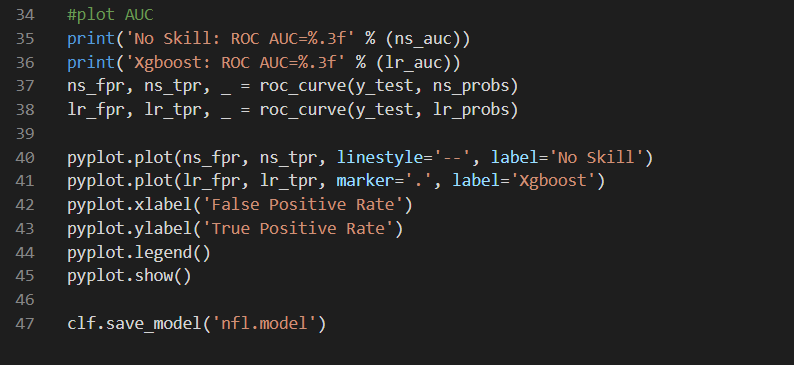 34 #plot AUC
35 print('No Skill: ROC AUC=%.3f' % (ns_auc))
36 print('Xgboost: ROC AUC=%.3f' % (lr_auc))
37 ns_fpr, ns_tpr, _ = roc_curve(y_test, ns_probs)
38 lr_fpr, lr_tpr, _ = roc_curve(y_test, lr_probs)
39
40 pyplot.plot(ns_fpr, ns_tpr, linestyle='--', label='No Skill')
41 pyplot.plot(lr_fpr, lr_tpr, marker='.', label='Xgboost')
42 pyplot.xlabel('False Positive Rate')
43 pyplot.ylabel('True Positive Rate')
44 pyplot.legend()
45 pyplot.show()
46
47 clf.save_model('nfl.model')